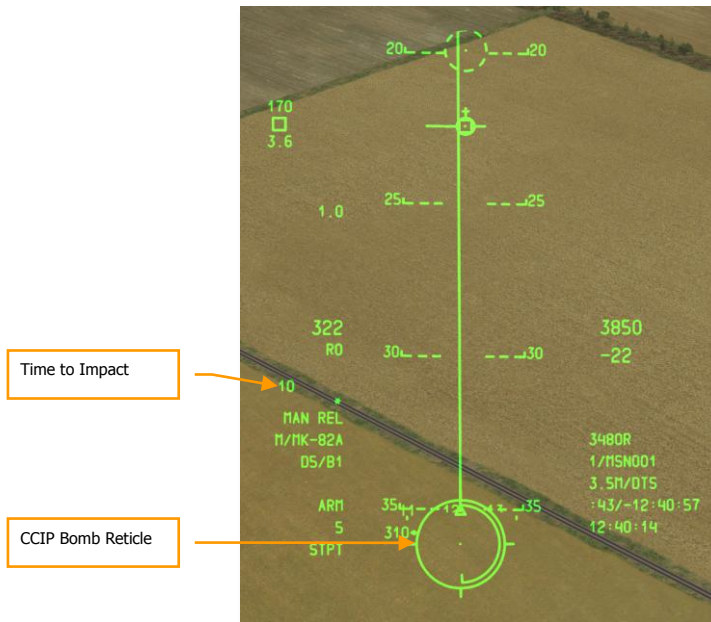 20 20
170
3.6
25 25
1.0
322
R0
3850
-22
30 30
Time to Impact
10
MAN REL
M/MK-82A
D5/B1
3480R
1/MSN001
3.5M/DTS
:43/-12:40:57
12:40:14
ARM
5
STPT
35 35
310
CCIP Bomb Reticle